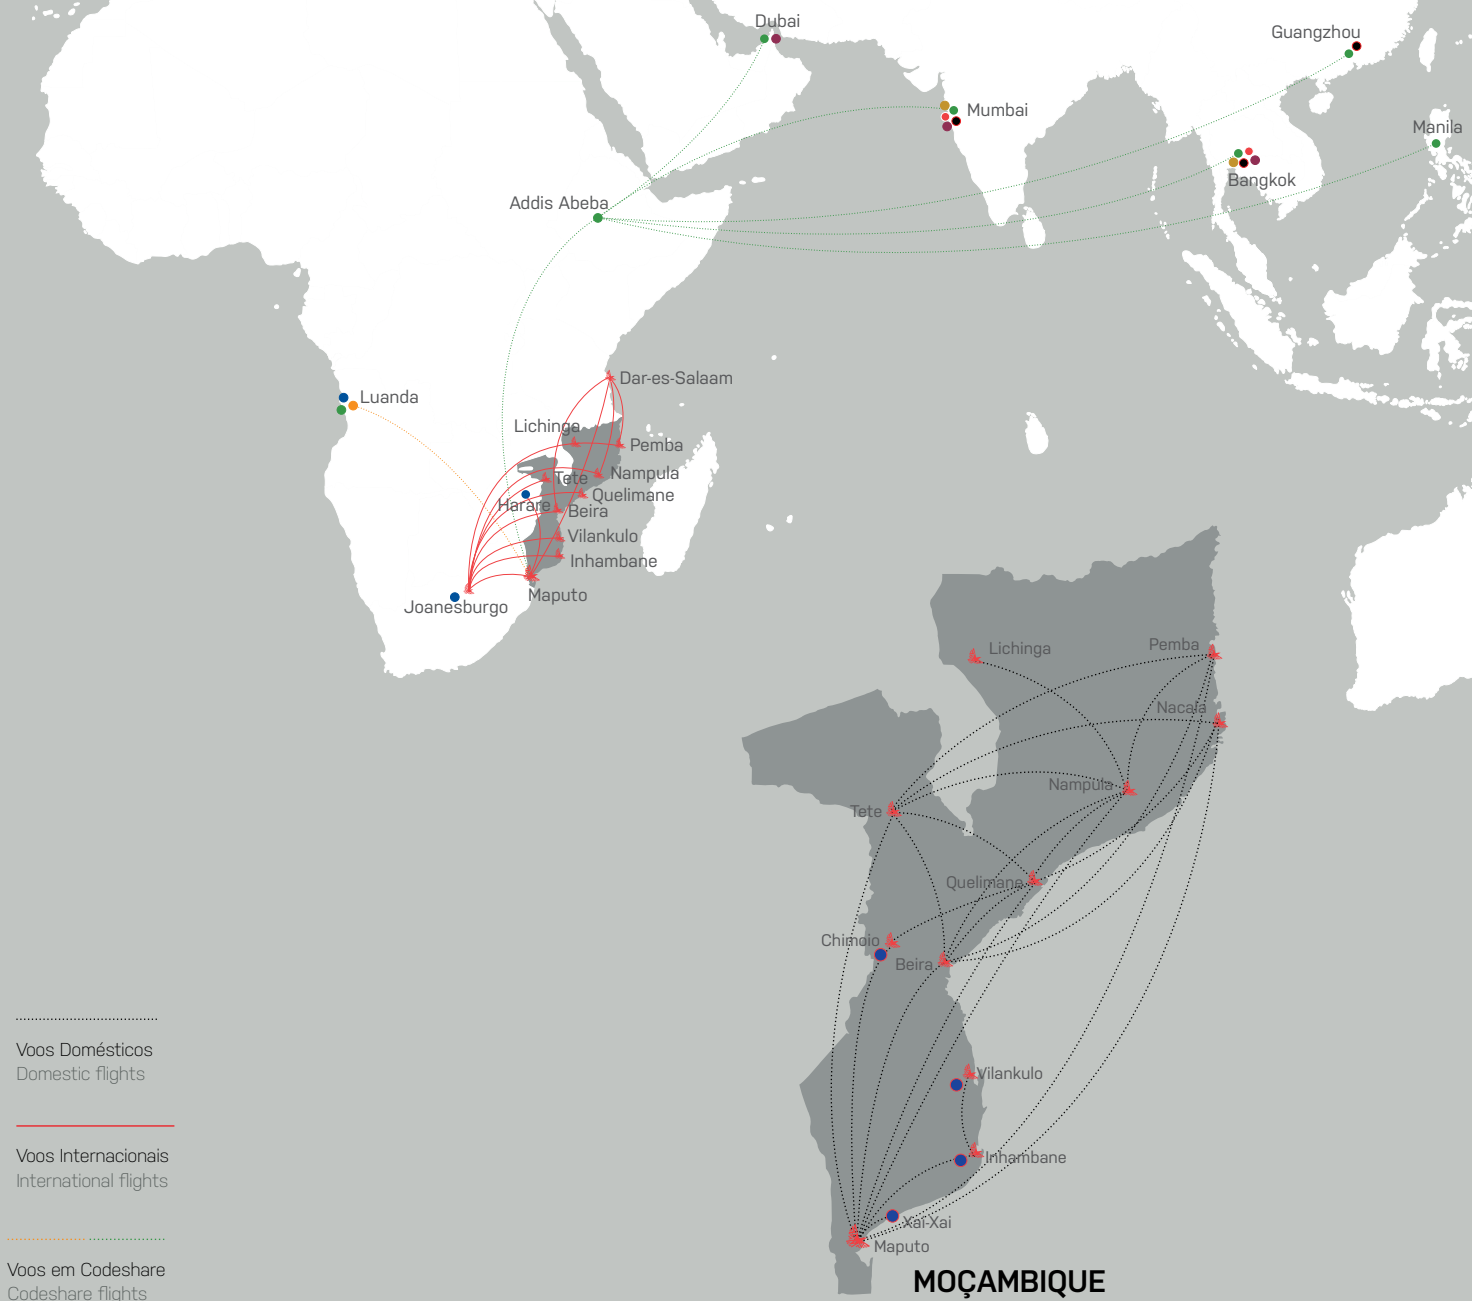 Dubai
Guangzhou
Mumbai
Manila
Bangkok
Addis Abeba
Dar-es-Salaam
Luanda
Lichinga
Pemba
Nampula
Tete
Quelimane
Harare
Beira
Vilankulo
Inhambane
Maputo
Joanesburgo
Lichinga
Pemba
Nacala
Nampula
Tete
Quelimane
Chimoio
Beira
Vilankulo
Inhambane
Xai-Xai
Maputo
MOÇAMBIQUE
Voos Domésticos
Domestic flights
Voos Internacionais
International flights
Voos em Codeshare
Codeshare flights